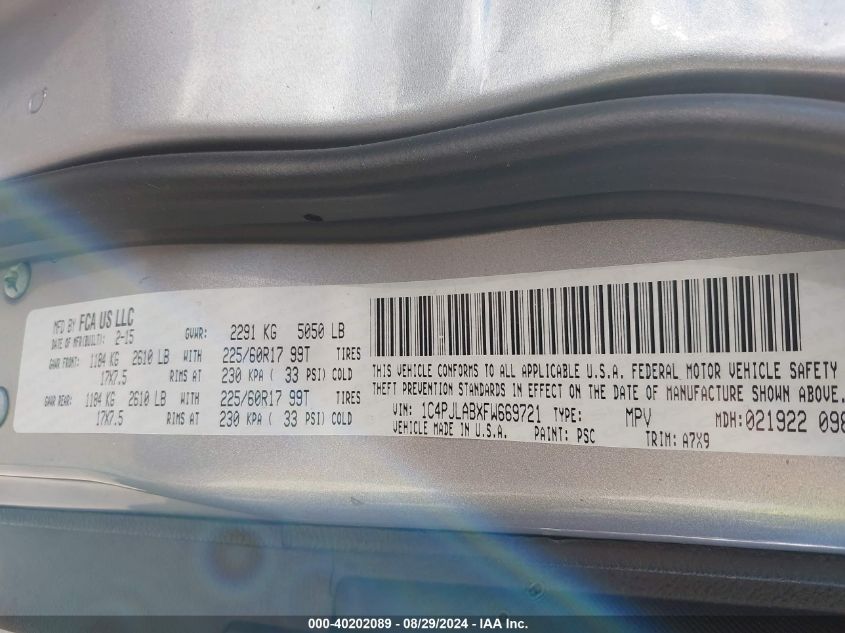 MFD BY FCA US LLC
DATE OF MFR(BUILT): 2-15 GVWR: 2291 KG 5050 LB
GAWR FRONT: 1184 KG 2610 LB WITH 225/60R17 99T TIRES
17X7.5 RIMS AT 230 KPA ( 33 PSI) COLD
GAWR REAR: 1184 KG 2610 LB WITH 225/60R17 99T TIRES
17X7.5 RIMS AT 230 KPA ( 33 PSI) COLD
THIS VEHICLE CONFORMS TO ALL APPLICABLE U.S.A. FEDERAL MOTOR VEHICLE SAFETY
THEFT PREVENTION STANDARDS IN EFFECT ON THE DATE OF MANUFACTURE SHOWN ABOVE.
VIN: 1C4PJLABXFW669721 TYPE: MPV MDH:021922 098
VEHICLE MADE IN U.S.A. PAINT: PSC TRIM: A7X9
000-40202089 - 08/29/2024 - IAA Inc.